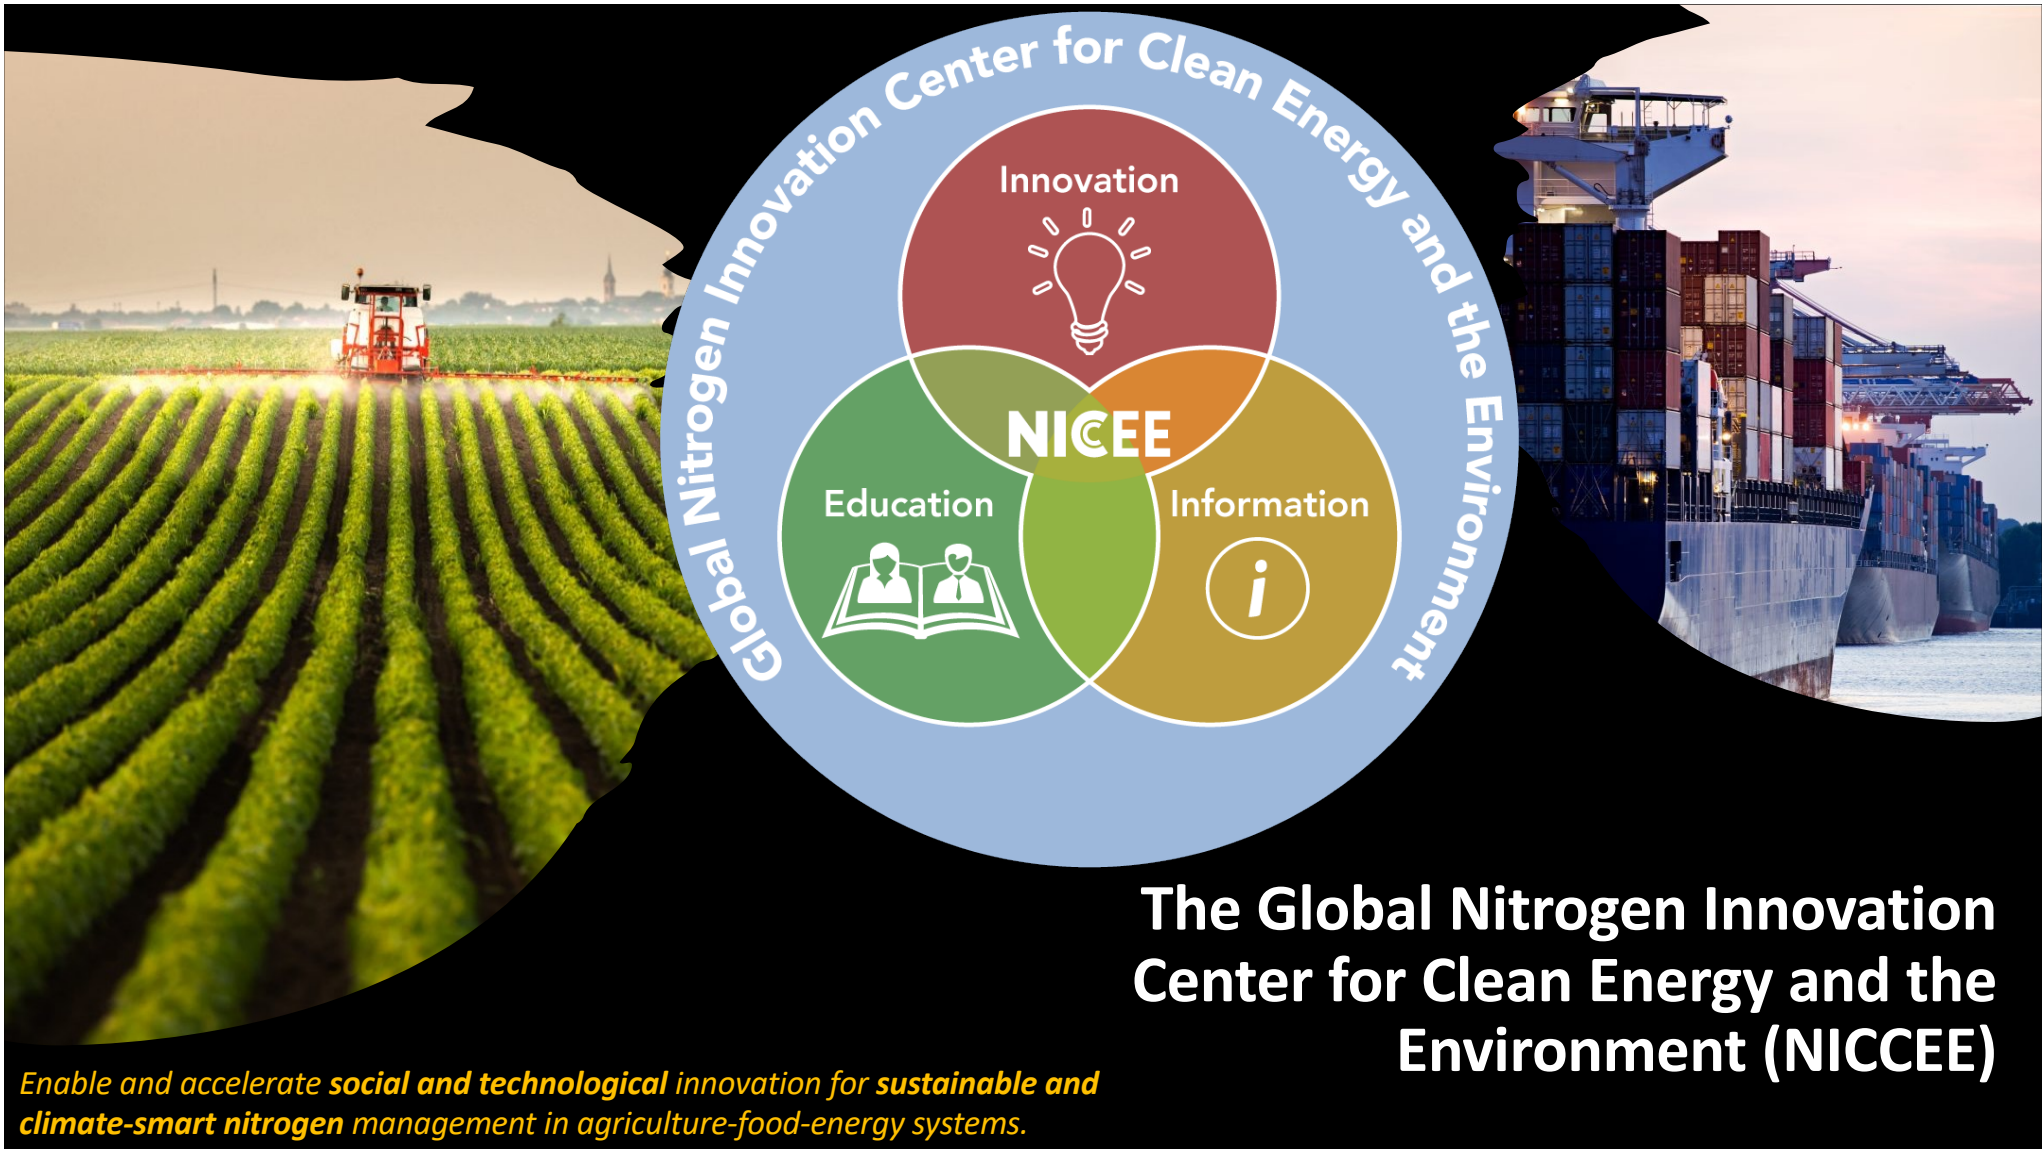 Global Nitrogen Innovation Center for Clean Energy and the Environment
Innovation
NICCEE
Education
Information
i
The Global Nitrogen Innovation
Center for Clean Energy and the
Environment (NICCEE)
Enable and accelerate social and technological innovation for sustainable and
climate-smart nitrogen management in agriculture-food-energy systems.